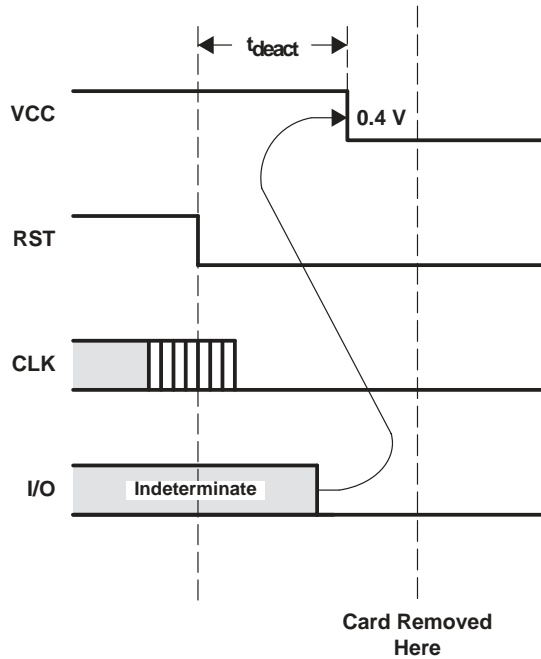 tdeact
VCC
0.4 V
RST
CLK
I/O
Indeterminate
Card Removed
Here